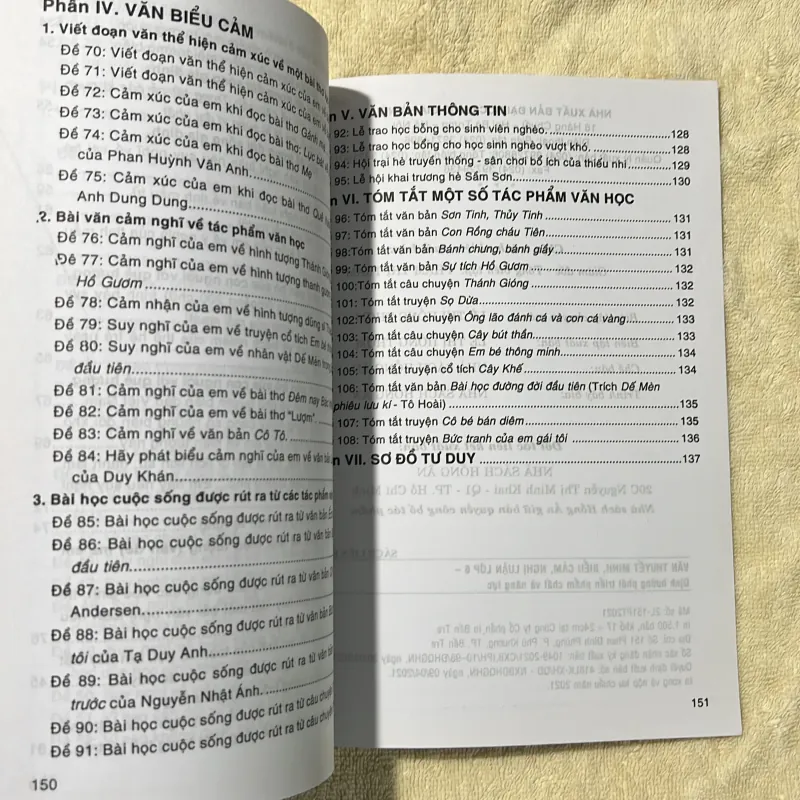 Phần IV. VĂN BIỂU CẢM
1. Viết đoạn văn thể hiện cảm xúc về một bài thơ
Đề 70: Viết đoạn văn thể hiện cảm xúc của em
Đề 71: Viết đoạn văn thể hiện cảm xúc của em
Đề 72: Cảm xúc của em khi đọc bài thơ Gánh mẹ
Đề 73: Cảm xúc của em khi đọc bài thơ: Lục bát
Đề 74: Cảm xúc của em khi đọc bài thơ Mẹ
của Phan Huỳnh Vân Anh.
Đề 75: Cảm xúc của em khi đọc bài thơ Quê
Anh Dung Dung
2. Bài văn cảm nghĩ về tác phẩm văn học
Đề 76: Cảm nghĩ của em về hình tượng Thánh
Đề 77: Cảm nghĩ của em về hình tượng thanh gươm
Hồ Gươm
Đề 78: Cảm nhận của em về hình tượng dũng sĩ
Đề 79: Suy nghĩ của em về truyện cổ tích Em bé
Đề 80: Suy nghĩ của em về nhân vật Dế Mèn trong
đầu tiên
Đề 81: Cảm nghĩ của em về bài thơ Đêm nay Bác
Đề 82: Cảm nghĩ của em về bài thơ "Lượm".
Đề 83: Cảm nghĩ về văn bản Cô Tô.
Đề 84: Hãy phát biểu cảm nghĩ của em về văn bản
của Duy Khán
3. Bài học cuộc sống được rút ra từ các tác phẩm
Đề 85: Bài học cuộc sống được rút ra từ văn bản
Đề 86: Bài học cuộc sống được rút ra từ văn bản
đầu tiên
Đề 87: Bài học cuộc sống được rút ra từ văn bản
Andersen
Đề 88: Bài học cuộc sống được rút ra từ văn bản
tôi của Tạ Duy Anh
Đề 89: Bài học cuộc sống được rút ra từ văn bản
trước của Nguyễn Nhật Ánh
Đề 90: Bài học cuộc sống được rút ra từ câu chuyện
Đề 91: Bài học cuộc sống được rút ra từ câu chuyện
150
n V. VĂN BẢN THÔNG TIN
92: Lễ trao học bổng cho sinh viên nghèo. 128
93: Lễ trao học bổng cho học sinh nghèo vượt khó. 128
94: Hội trại hè truyền thống - sân chơi bổ ích của thiếu nhi 129
95: Lễ hội khai trương hè Sầm Sơn 130
n VI. TÓM TẮT MỘT SỐ TÁC PHẨM VĂN HỌC
96: Tóm tắt văn bản Sơn Tinh, Thủy Tinh 131
97: Tóm tắt văn bản Con Rồng cháu Tiên 131
98:Tóm tắt văn bản Bánh chưng, bánh giầy 131
99: Tóm tắt văn bản Sự tích Hồ Gươm 132
100:Tóm tắt câu chuyện Thánh Gióng 132
101: Tóm tắt truyện Sọ Dừa 132
102:Tóm tắt câu chuyện Ông lão đánh cá và con cá vàng 133
103: Tóm tắt câu chuyện Cây bút thần 133
104: Tóm tắt câu chuyện Em bé thông minh 134
105: Tóm tắt truyện cổ tích Cây Khế 134
106: Tóm tắt văn bản Bài học đường đời đầu tiên (Trích Dế Mèn
phiêu lưu kí - Tô Hoài) 135
107: Tóm tắt truyện Cô bé bán diêm 135
108: Tóm tắt truyện Bức tranh của em gái tôi 136
n VII. SƠ ĐỒ TƯ DUY 137
151